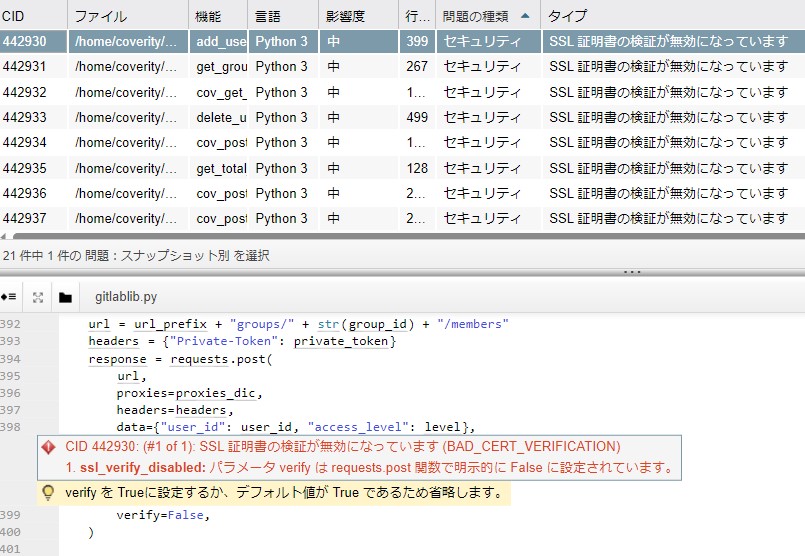 CID ファイル 機能 言語 影響度 行... 問題の種類 タイプ
442930 /home/coverity/... add_use Python 3 中 399 セキュリティ SSL 証明書の検証が無効になっています
442931 /home/coverity/... get_grou Python 3 中 267 セキュリティ SSL 証明書の検証が無効になっています
442932 /home/coverity/... cov_get_ Python 3 中 1... セキュリティ SSL 証明書の検証が無効になっています
442933 /home/coverity/... delete_u Python 3 中 499 セキュリティ SSL 証明書の検証が無効になっています
442934 /home/coverity/... cov_post Python 3 中 1... セキュリティ SSL 証明書の検証が無効になっています
442935 /home/coverity/... get_total Python 3 中 128 セキュリティ SSL 証明書の検証が無効になっています
442936 /home/coverity/... cov_post Python 3 中 2... セキュリティ SSL 証明書の検証が無効になっています
442937 /home/coverity/... cov_post Python 3 中 2... セキュリティ SSL 証明書の検証が無効になっています
21 件中 1 件の 問題 : スナップショット別 を選択
gitlablib.py
392 url = url_prefix + "groups/" + str(group_id) + "/members"
393 headers = {"Private-Token": private_token}
394 response = requests.post(
395 url,
396 proxies=proxies_dic,
397 headers=headers,
398 data={"user_id": user_id, "access_level": level},
CID 442930: (#1 of 1): SSL 証明書の検証が無効になっています (BAD_CERT_VERIFICATION)
1. ssl_verify_disabled: パラメータ verify は requests.post 関数で明示的に False に設定されています。
verify を Trueに設定するか、デフォルト値が True であるため省略します。
399 verify=False,
400 )
401